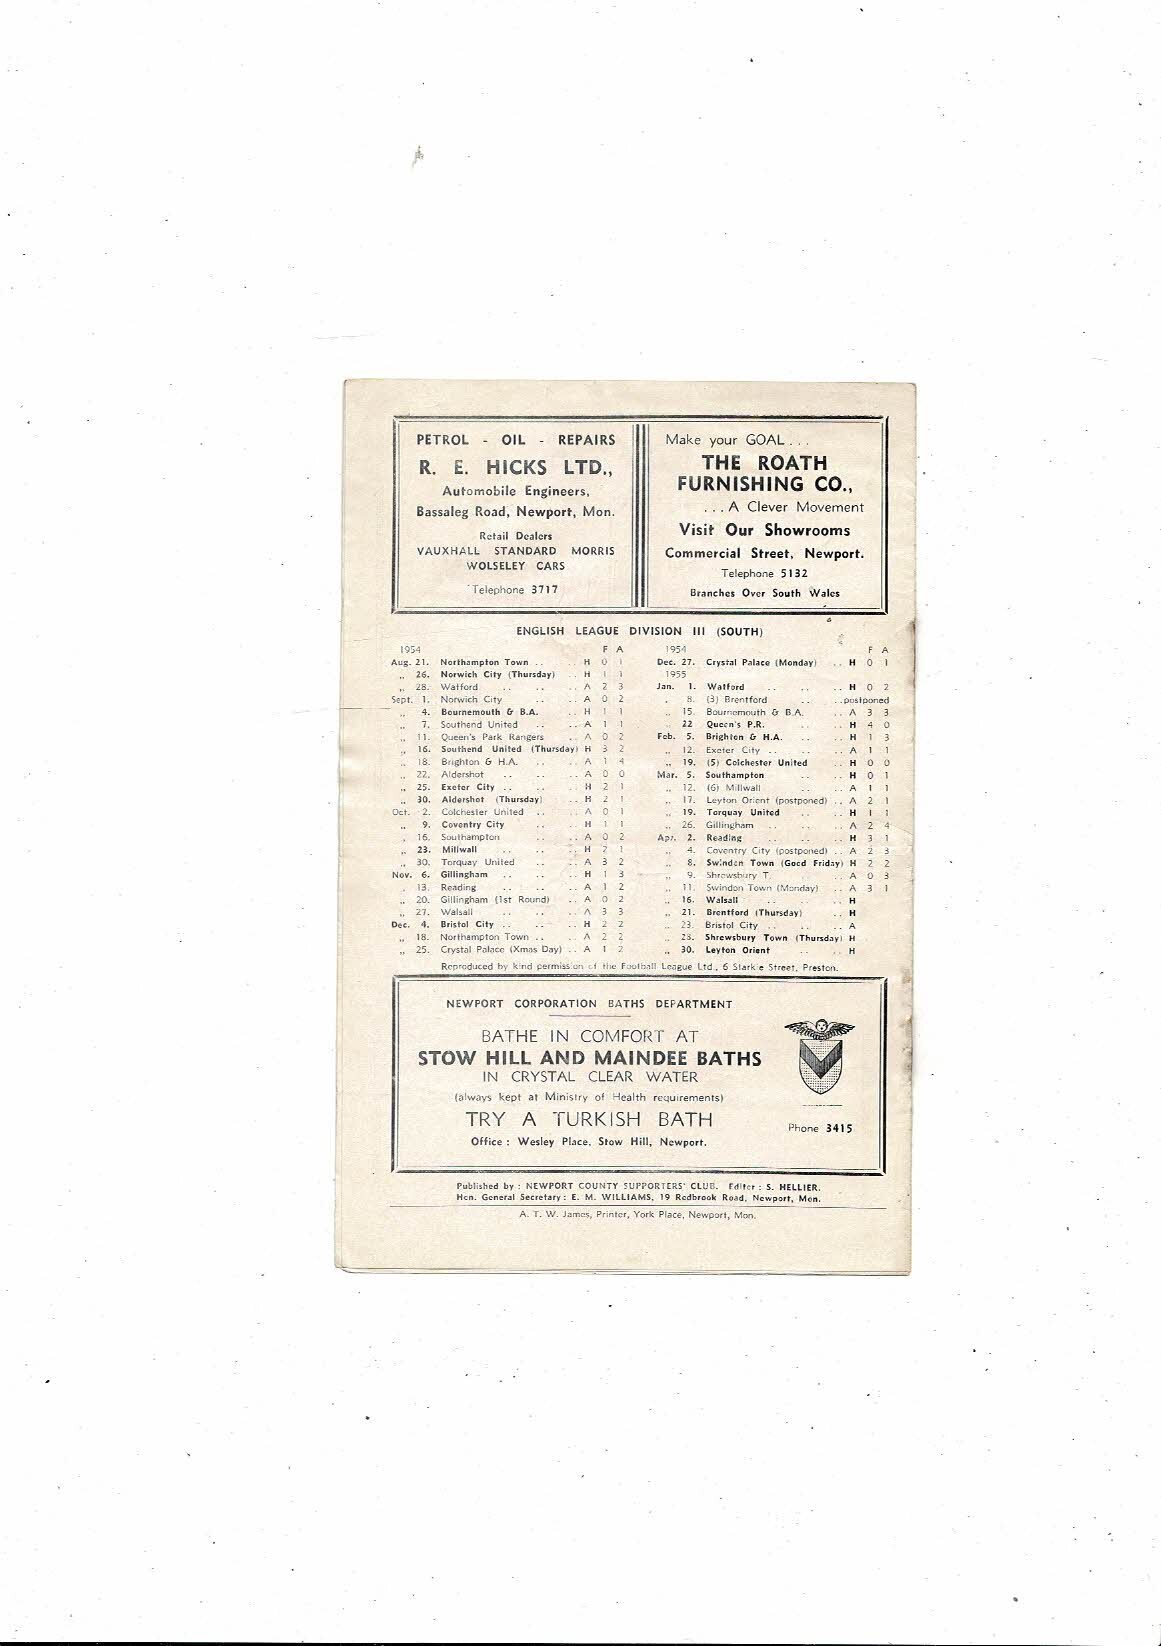 PETROL - OIL - REPAIRS
R. E. HICKS LTD.,
Automobile Engineers,
Bassaleg Road, Newport, Mon.
Retail Dealers
VAUXHALL STANDARD MORRIS
WOLSELEY CARS
Telephone 3717
Make your GOAL . . .
THE ROATH
FURNISHING CO.,
. . . A Clever Movement
Visit Our Showrooms
Commercial Street, Newport.
Telephone 5132
Branches Over South Wales
ENGLISH LEAGUE DIVISION III (SOUTH)
1954 F A
Aug. 21. Northampton Town .. .. H 0 1
,, 26. Norwich City (Thursday) .. H 1 1
,, 28. Watford .. .. .. A 2 3
Sept. 1. Norwich City .. .. A 0 2
,, 4. Bournemouth & B.A. .. H 1 1
,, 7. Southend United .. .. A 1 1
,, 11. Queen's Park Rangers .. A 0 2
,, 16. Southend United (Thursday) H 3 2
,, 18. Brighton & H.A. .. .. A 1 4
,, 22. Aldershot .. .. .. A 0 0
,, 25. Exeter City .. .. .. H 2 1
,, 30. Aldershot (Thursday) .. H 2 1
Oct. 2. Colchester United .. .. A 0 1
,, 9. Coventry City .. .. H 1 1
,, 16. Southampton .. .. A 0 2
,, 23. Millwall .. .. .. H 2 1
,, 30. Torquay United .. .. A 3 2
Nov. 6. Gillingham .. .. .. H 1 3
,, 13. Reading .. .. .. A 1 2
,, 20. Gillingham (1st Round) .. A 0 2
,, 27. Walsall .. .. .. A 3 3
Dec. 4. Bristol City .. .. .. H 2 2
,, 18. Northampton Town .. .. A 2 2
,, 25. Crystal Palace (Xmas Day) .. A 1 2
1954 F A
Dec. 27. Crystal Palace (Monday) .. H 0 1
1955
Jan. 1. Watford .. .. .. H 0 2
,, 8. (3) Brentford .. .. postponed
,, 15. Bournemouth & B.A. .. A 3 3
,, 22 Queen's P.R. .. .. H 4 0
Feb. 5. Brighton & H.A. .. .. H 1 3
,, 12. Exeter City .. .. .. A 1 1
,, 19. (5) Colchester United .. H 0 0
Mar. 5. Southampton .. .. H 0 1
,, 12. (6) Millwall .. .. A 1 1
,, 17. Leyton Orient (postponed) .. A 2 1
,, 19. Torquay United .. .. H 1 1
,, 26. Gillingham .. .. .. A 2 4
Apr. 2. Reading .. .. .. H 3 1
,, 4. Coventry City (postponed) .. A 2 3
,, 8. Swindon Town (Good Friday) H 2 2
,, 9. Shrewsbury T. .. .. A 0 3
,, 11. Swindon Town (Monday) .. A 3 1
,, 16. Walsall .. .. .. H
,, 21. Brentford (Thursday) .. H
,, 23. Bristol City .. .. .. A
,, 28. Shrewsbury Town (Thursday) H
,, 30. Leyton Orient .. .. H
Reproduced by kind permission of the Football League Ltd., 6 Starkie Street, Preston.
NEWPORT CORPORATION BATHS DEPARTMENT
BATHE IN COMFORT AT
STOW HILL AND MAINDEE BATHS
IN CRYSTAL CLEAR WATER
(always kept at Ministry of Health requirements)
TRY A TURKISH BATH
Office : Wesley Place, Stow Hill, Newport.
Phone 3415
Published by : NEWPORT COUNTY SUPPORTERS' CLUB. Editor : S. HELLIER.
Hon. General Secretary : E. M. WILLIAMS, 19 Redbrook Road, Newport, Mon.
A. T. W. James, Printer, York Place, Newport, Mon.